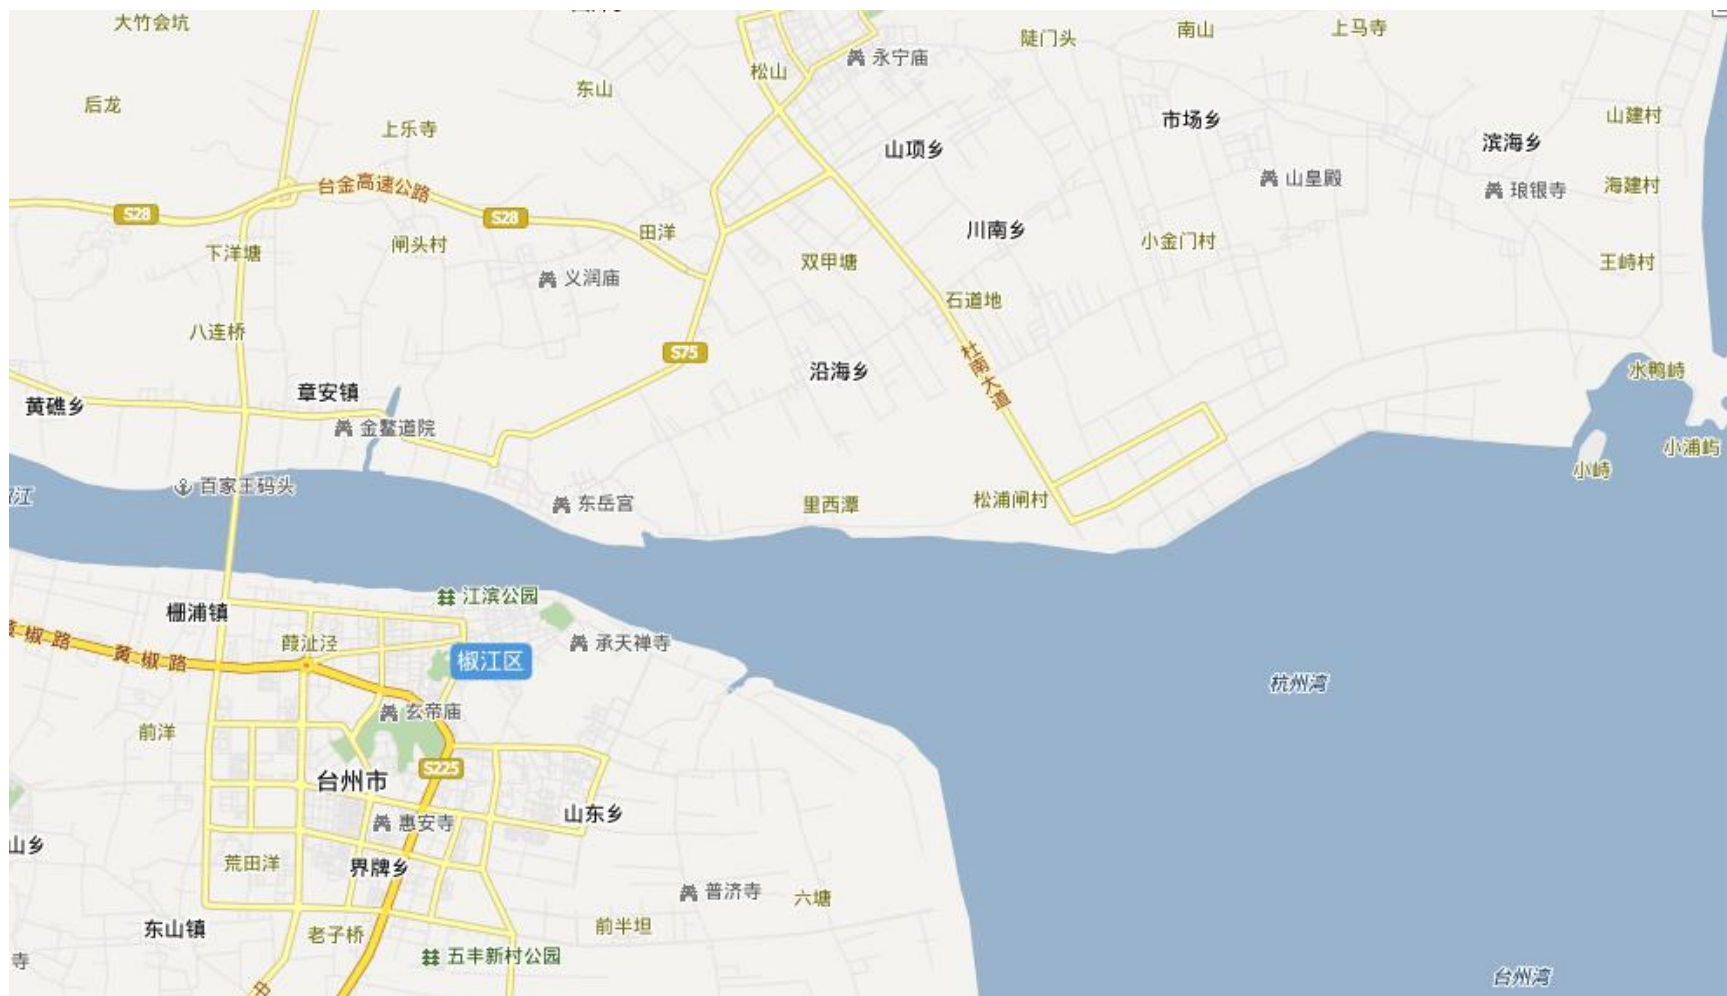 大竹会坑
陡门头
南山
上马寺
永宁庙
松山
东山
后龙
山建村
市场乡
上乐寺
滨海乡
山项乡
山皇殿
台金高速公路
海建村
琅银寺
S28
S28
川南乡
田洋
小金门村
闸头村
下洋塘
双甲塘
王峙村
义润庙
石道地
八连桥
S75
杜南大道
沿海乡
水鸭峙
章安镇
黄礁乡
金鳌道院
小浦屿
小峙
百家王码头
江
东岳宫
里西潭
松浦闸村
江滨公园
栅浦镇
椒路
葭沚泾
承天禅寺
黄椒路
椒江区
杭州湾
玄帝庙
前洋
S225
台州市
山东乡
惠安寺
山乡
荒田洋
界牌乡
普济寺
六塘
前半坦
东山镇
老子桥
五丰新村公园
寺
台州湾
中